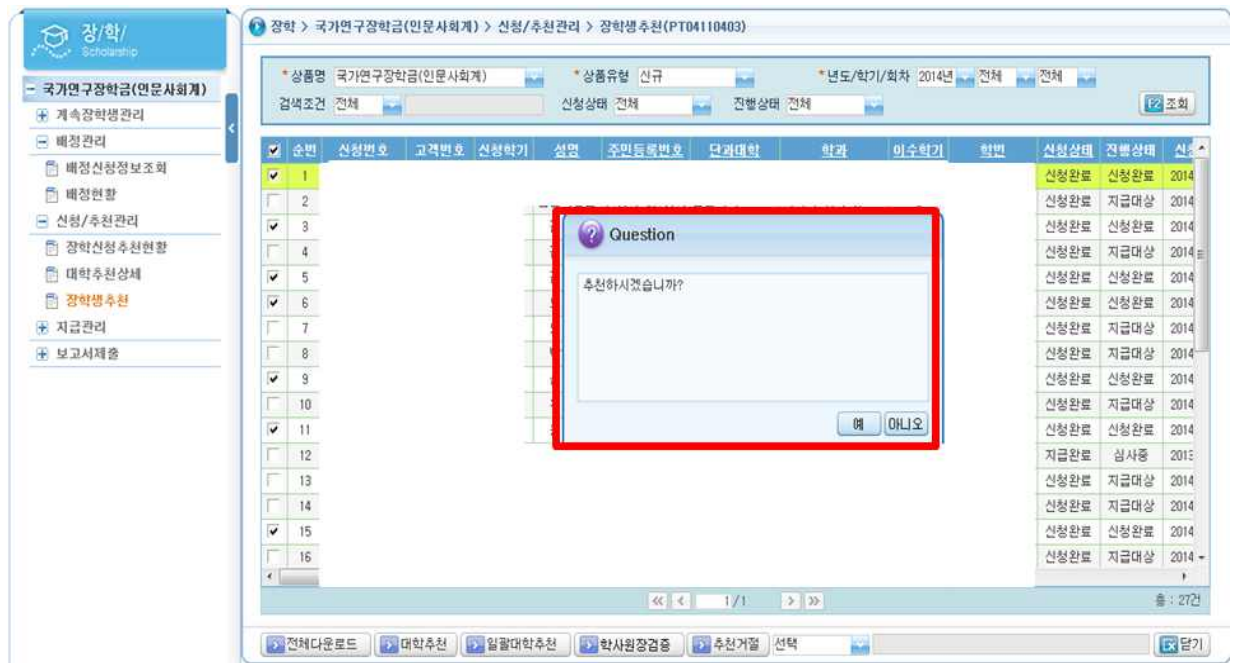 장/학/
Scholarship
국가연구장학금(인문사회계)
계속장학생관리
배정관리
배정신청정보조회
배정현황
신청/추천관리
장학신청추천현황
대학추천상세
장학생추천
지급관리
보고서제출
장학 > 국가연구장학금(인문사회계) > 신청/추천관리 > 장학생추천(PT04110403)
*상품명 국가연구장학금(인문사회계) *상품유형 신규 *년도/학기/회차 2014년 전체 전체
검색조건 전체 신청상태 전체 진행상태 전체 F2 조회
순번 신청번호 고객번호 신청학기 성명 주민등록번호 단과대학 학과 이수학기 학번 신청상태 진행상태
1 신청완료 신청완료 2014
2 신청완료 지급대상 2014
3 신청완료 신청완료 2014
4 신청완료 지급대상 2014
5 신청완료 신청완료 2014
6 신청완료 신청완료 2014
7 신청완료 지급대상 2014
8 신청완료 지급대상 2014
9 신청완료 신청완료 2014
10 신청완료 지급대상 2014
11 신청완료 신청완료 2014
12 지급완료 심사중 2013
13 신청완료 지급대상 2014
14 신청완료 지급대상 2014
15 신청완료 신청완료 2014
16 신청완료 지급대상 2014
Question
추천하시겠습니까?
예 아니오
1/1 총 : 27건
전체다운로드 대학추천 일괄대학추천 학사원장검증 추천거절 선택 닫기